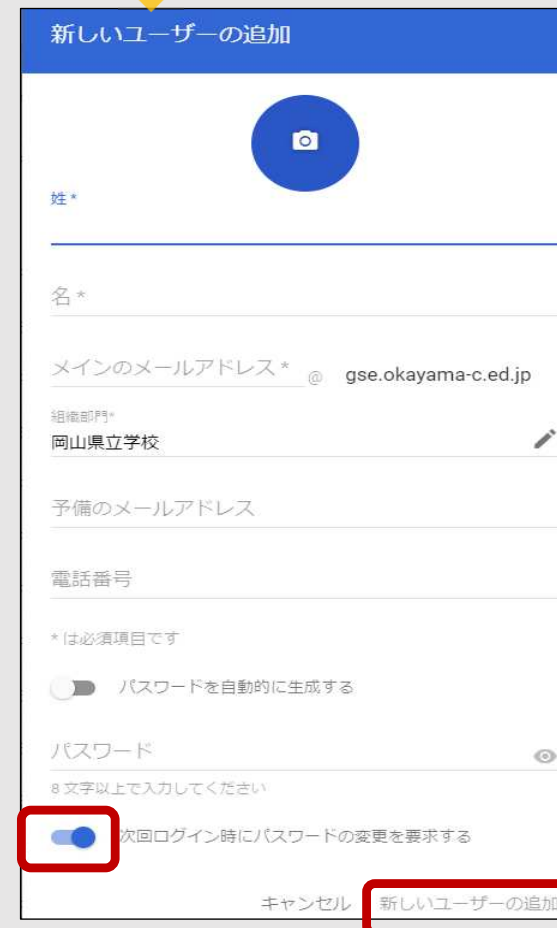 新しいユーザーの追加
姓 *
名 *
メインのメールアドレス * @ gse.okayama-c.ed.jp
組織部門*
岡山県立学校
予備のメールアドレス
電話番号
* は必須項目です
パスワードを自動的に生成する
パスワード
8 文字以上で入力してください
次回ログイン時にパスワードの変更を要求する
キャンセル 新しいユーザーの追加